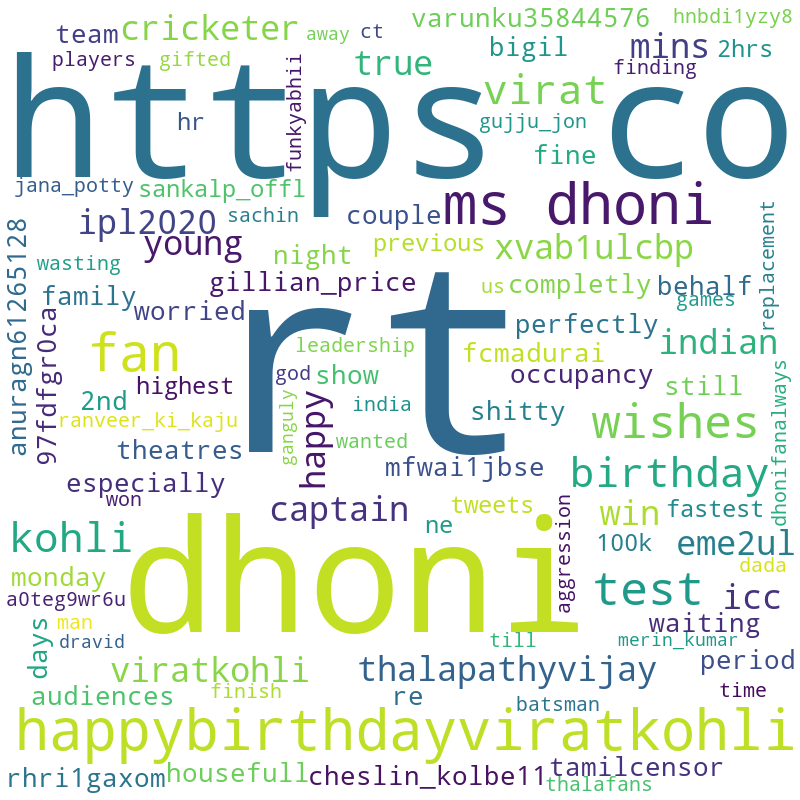 varunku35844576
hnbdi1yzy8
team
cricketer
away
ct
bigil
mins
2hrs
players
gifted
true
finding
https co
funkyabhii
virat
hr
gujju_jon
fine
jana_potty
sankalp_offl
ipl2020
sachin
couple
ms dhoni
replacement
anuragn61265128
young
night
previous
xvab1ulcbp
wasting
gillian_price
us
completly
behalf
family
worried
games
rt
97fdfgr0ca
fan
leadership
fcmadurai
perfectly
indian
highest
god
show
occupancy
still
2nd
india
shitty
wishes
ranveer_ki_kaju
ganguly
happy
wanted
theatres
mfwai1jbse
birthday
dhonifanalways
especially
won
captain
tweets
aggression
win
fastest
kohli
ne
100k
eme2ul
dhoni
monday
test
dada
a0teg9wr6u
icc
days
man
dravid
till
merin_kumar
waiting
viratkohli
thalapathyvijay
period
audiences
finish
re
batsman
time
happybirthdayviratkohli
rhri1gaxom
housefull
cheslin_kolbe11
tamilcensor
thalafans